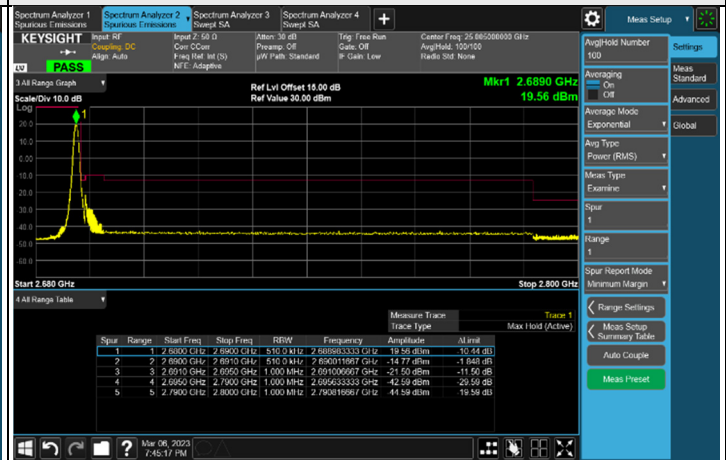 Spectrum Analyzer 1
Spurious Emissions
Spectrum Analyzer 2
Spurious Emissions
Spectrum Analyzer 3
Swept SA
Spectrum Analyzer 4
Swept SA
+
Meas Setup
KEYSIGHT
LXI
PASS
Input: RF
Coupling: DC
Align: Auto
Input Z: 50 Ω
Corr CCorr
Freq Ref: Int (S)
NFE: Adaptive
Atten: 30 dB
Preamp: Off
µW Path: Standard
Trig: Free Run
Gate: Off
IF Gain: Low
Center Freq: 25.005000000 GHz
Avg|Hold: 100/100
Radio Std: None
3 All Range Graph
Scale/Div 10.0 dB
Ref Lvl Offset 15.00 dB
Ref Value 30.00 dBm
Mkr1 2.6890 GHz
19.56 dBm
Log
1
20.0
10.0
0.00
10.0
20.0
30.0
40.0
50.0
-60.0
Start 2.680 GHz
Stop 2.800 GHz
4 All Range Table
Measure Trace Trace 1
Trace Type Max Hold (Active)
Spur Range Start Freq Stop Freq RBW Frequency Amplitude ΔLimit
1 1 2.6800 GHz 2.6900 GHz 510.0 kHz 2.688983333 GHz 19.56 dBm -10.44 dB
2 2 2.6900 GHz 2.6910 GHz 510.0 kHz 2.690011667 GHz -14.77 dBm -1.848 dB
3 3 2.6910 GHz 2.6950 GHz 1.000 MHz 2.691006667 GHz -21.50 dBm -11.50 dB
4 4 2.6950 GHz 2.7900 GHz 1.000 MHz 2.695633333 GHz -42.59 dBm -29.59 dB
5 5 2.7900 GHz 2.8000 GHz 1.000 MHz 2.790816667 GHz -44.59 dBm -19.59 dB
Avg|Hold Number
100
Averaging
On
Off
Average Mode
Exponential
Avg Type
Power (RMS)
Meas Type
Examine
Spur
1
Range
1
Spur Report Mode
Minimum Margin
Range Settings
Meas Setup
Summary Table
Auto Couple
Meas Preset
Settings
Meas
Standard
Advanced
Global
?
Mar 06, 2023
7:45:17 PM